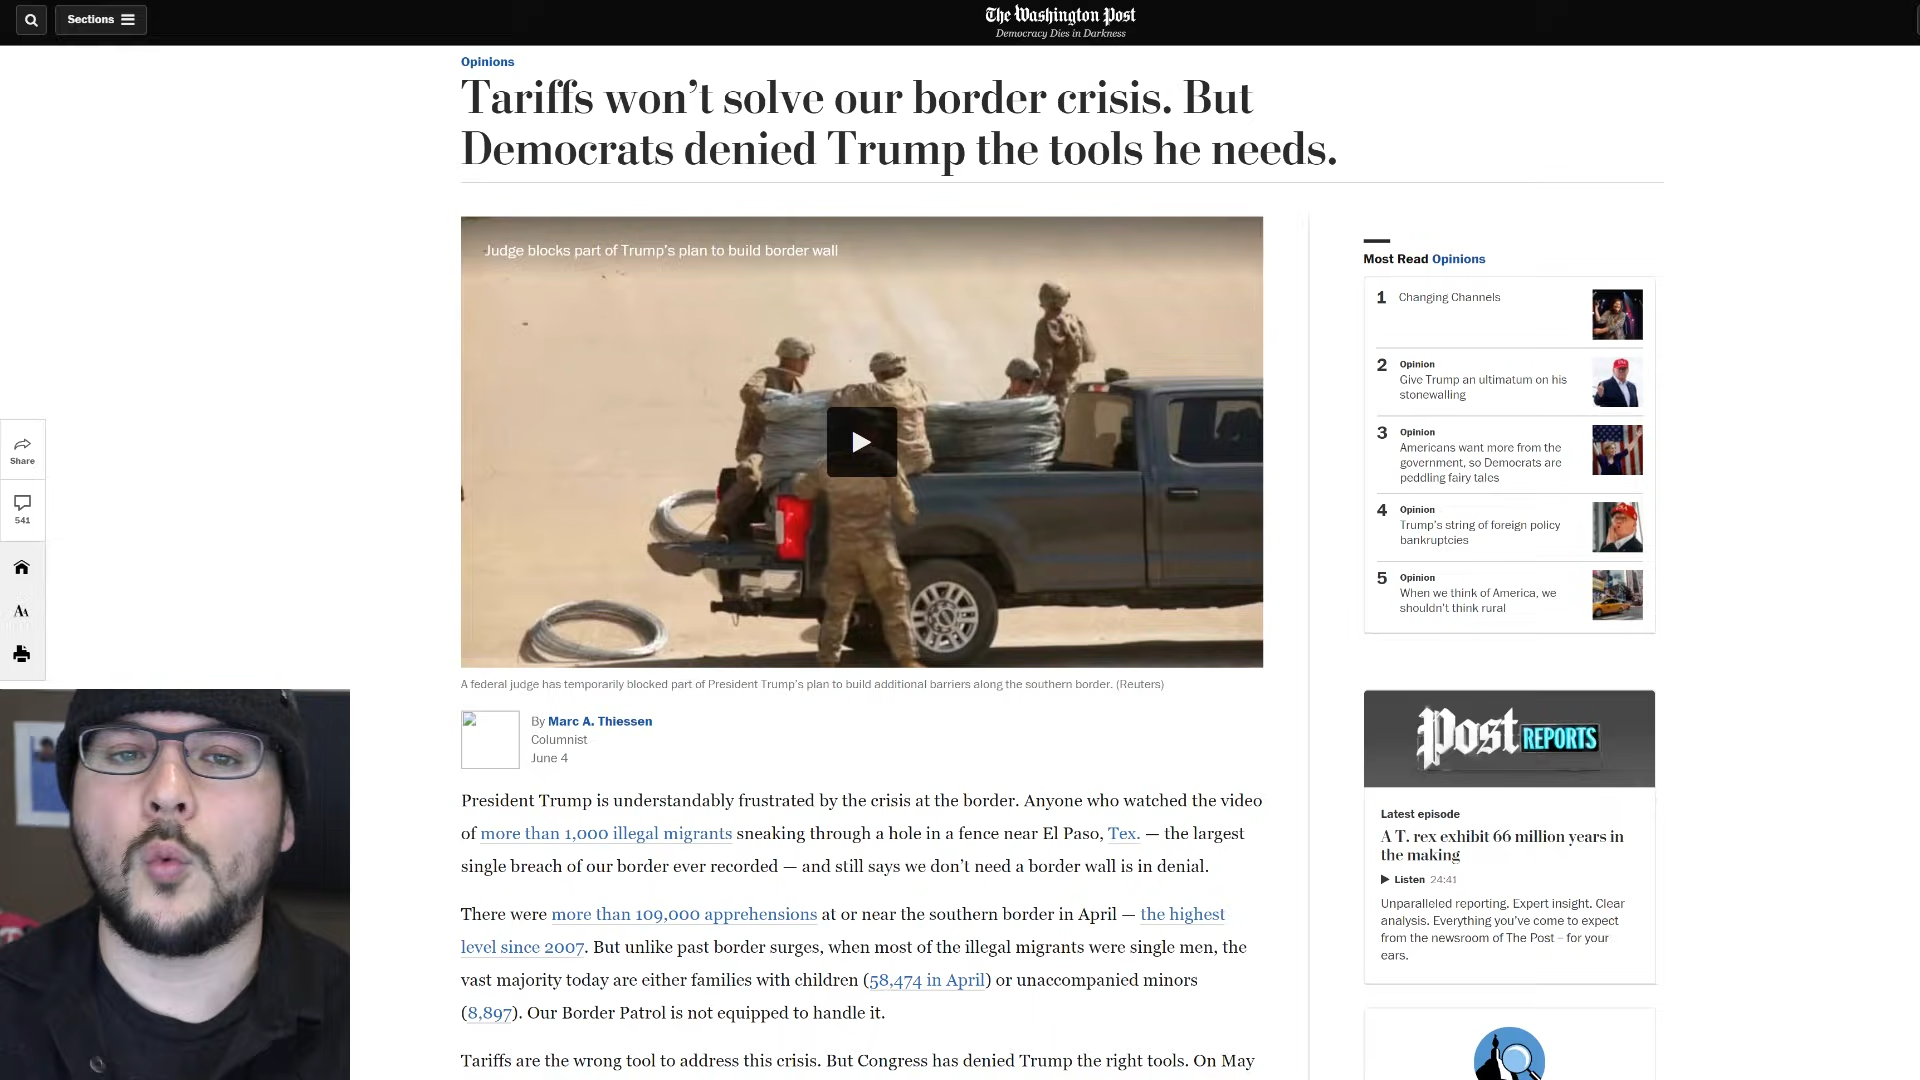 Sections
The Washington Post
Democracy Dies in Darkness
Opinions
Tariffs won’t solve our border crisis. But
Democrats denied Trump the tools he needs.
Judge blocks part of Trump’s plan to build border wall
A federal judge has temporarily blocked part of President Trump’s plan to build additional barriers along the southern border. (Reuters)
By Marc A. Thiessen
Columnist
June 4
President Trump is understandably frustrated by the crisis at the border. Anyone who watched the video
of more than 1,000 illegal migrants sneaking through a hole in a fence near El Paso, Tex. — the largest
single breach of our border ever recorded — and still says we don’t need a border wall is in denial.
There were more than 109,000 apprehensions at or near the southern border in April — the highest
level since 2007. But unlike past border surges, when most of the illegal migrants were single men, the
vast majority today are either families with children (58,474 in April) or unaccompanied minors
(8,897). Our Border Patrol is not equipped to handle it.
Tariffs are the wrong tool to address this crisis. But Congress has denied Trump the right tools. On May
Share
541
AA
Most Read Opinions
1 Changing Channels
2 Opinion
Give Trump an ultimatum on his
stonewalling
3 Opinion
Americans want more from the
government, so Democrats are
peddling fairy tales
4 Opinion
Trump’s string of foreign policy
bankruptcies
5 Opinion
When we think of America, we
shouldn’t think rural
Post REPORTS
Latest episode
A T. rex exhibit 66 million years in
the making
Listen 24:41
Unparalleled reporting. Expert insight. Clear
analysis. Everything you’ve come to expect
from the newsroom of The Post – for your
ears.